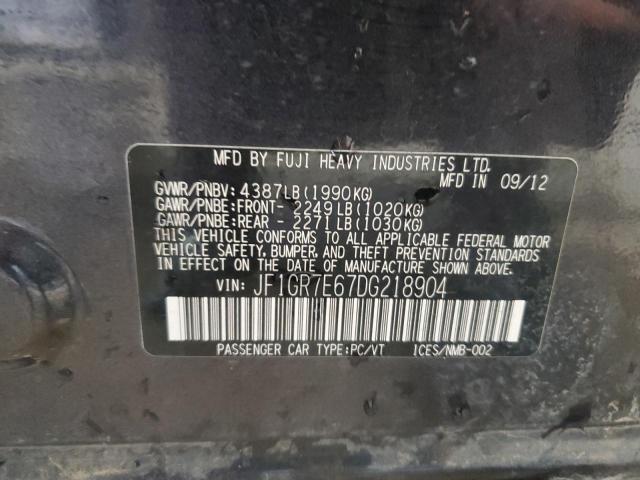 MFD BY FUJI HEAVY INDUSTRIES LTD.
MFD IN 09/12
GVWR/PNBV: 4387LB(1990KG)
GAWR/PNBE:FRONT- 2249LB(1020KG)
GAWR/PNBE:REAR - 2271LB(1030KG)
THIS VEHICLE CONFORMS TO ALL APPLICABLE FEDERAL MOTOR
VEHICLE SAFETY, BUMPER, AND THEFT PREVENTION STANDARDS
IN EFFECT ON THE DATE OF MANUFACTURE SHOWN ABOVE.
VIN: JF1GR7E67DG218904
PASSENGER CAR TYPE:PC/VT 1CES/NMB-002